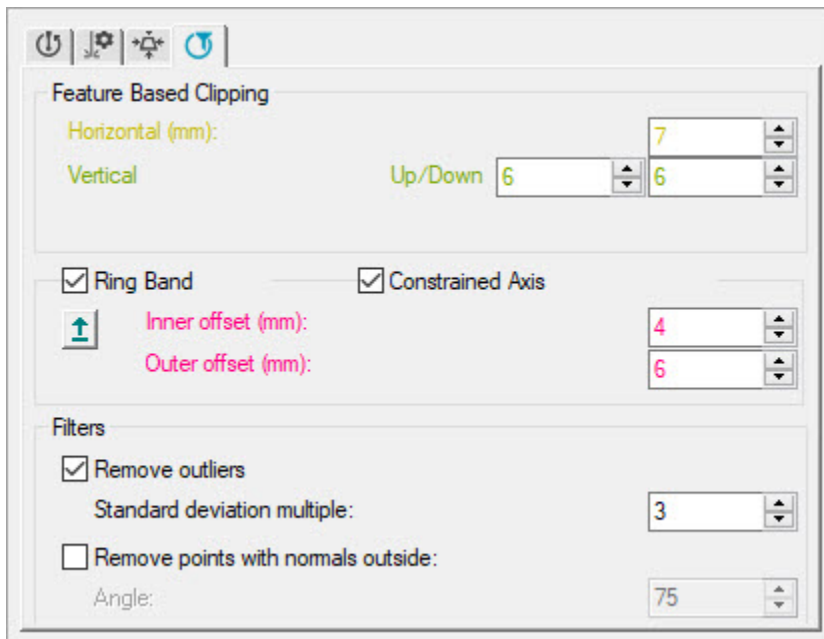 Feature Based Clipping
Horizontal (mm): 7
Vertical Up/Down 6 6
Ring Band Constrained Axis
Inner offset (mm): 4
Outer offset (mm): 6
Filters
Remove outliers
Standard deviation multiple: 3
Remove points with normals outside:
Angle: 75